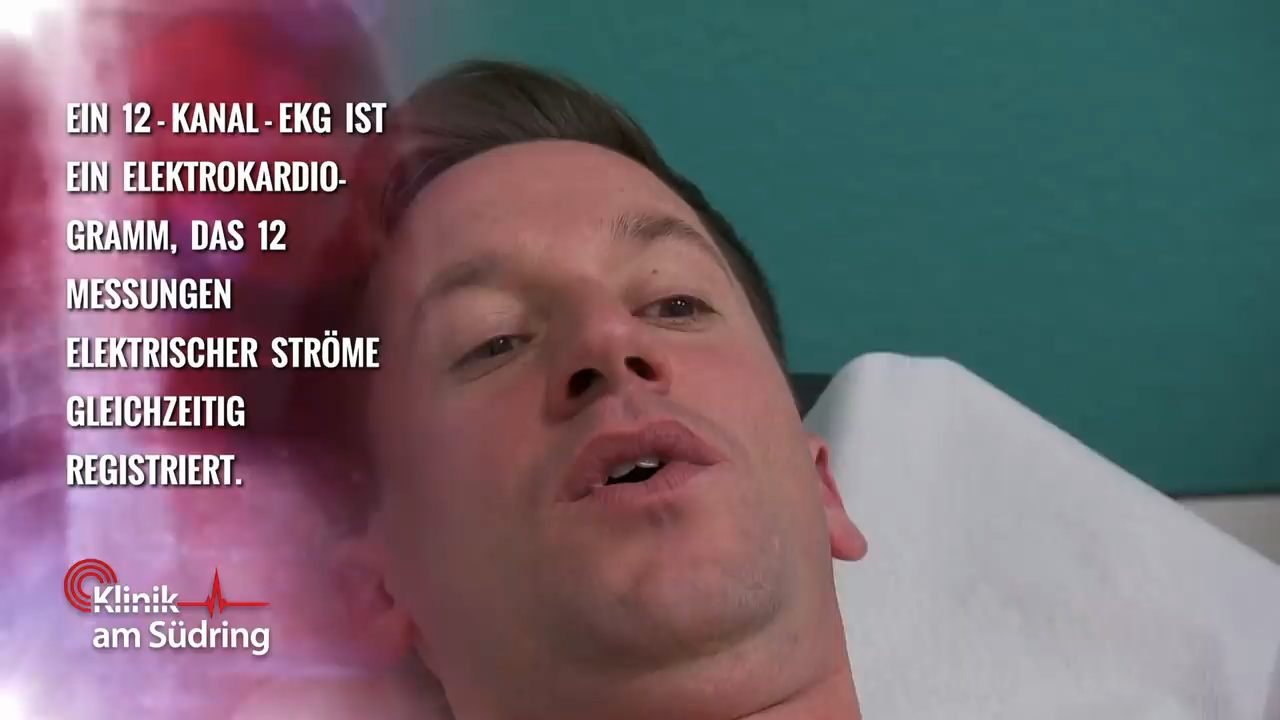 EIN 12-KANAL-EKG IST
EIN ELEKTROKARDIO-
GRAMM, DAS 12
MESSUNGEN
ELEKTRISCHER STRÖME
GLEICHZEITIG
REGISTRIERT.
Klinik
am Südring